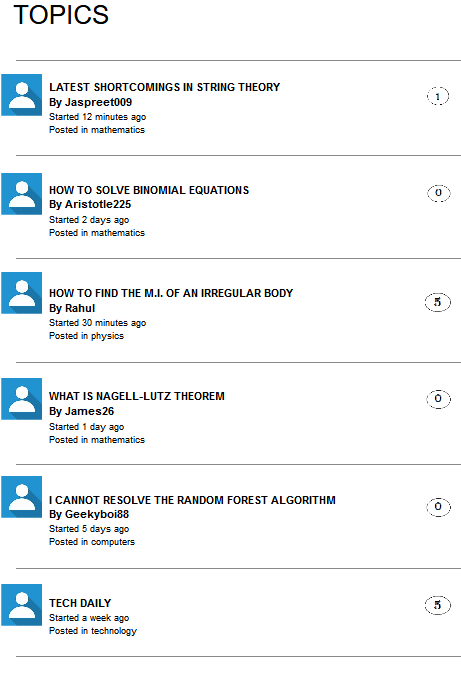 TOPICS
LATEST SHORTCOMINGS IN STRING THEORY
By Jaspreet009
Started 12 minutes ago
Posted in mathematics
1
HOW TO SOLVE BINOMIAL EQUATIONS
By Aristotle225
Started 2 days ago
Posted in mathematics
0
HOW TO FIND THE M.I. OF AN IRREGULAR BODY
By Rahul
Started 30 minutes ago
Posted in physics
5
WHAT IS NAGELL-LUTZ THEOREM
By James26
Started 1 day ago
Posted in mathematics
0
I CANNOT RESOLVE THE RANDOM FOREST ALGORITHM
By Geekyboi88
Started 5 days ago
Posted in computers
0
TECH DAILY
Started a week ago
Posted in technology
5